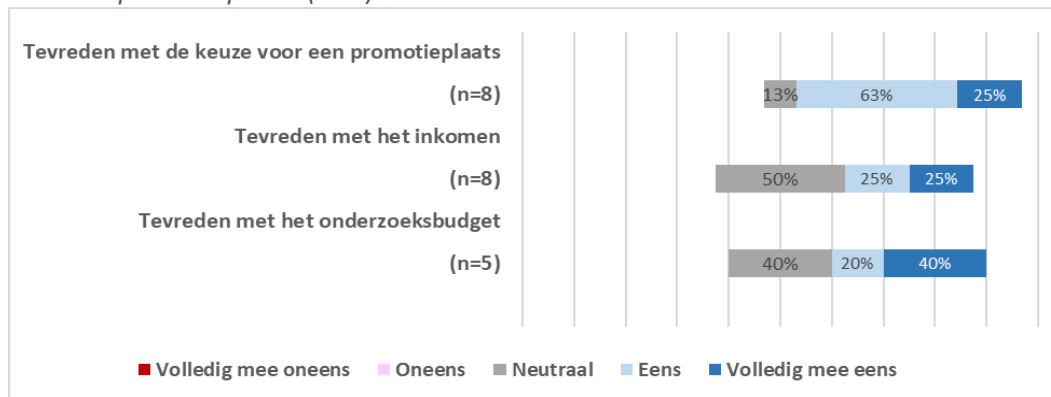 Tevreden met de keuze voor een promotieplaats
(n=8)
13% 63% 25%
Tevreden met het inkomen
(n=8)
50% 25% 25%
Tevreden met het onderzoeksbudget
(n=5)
40% 20% 40%
Volledig mee oneens Oneens Neutraal Eens Volledig mee eens